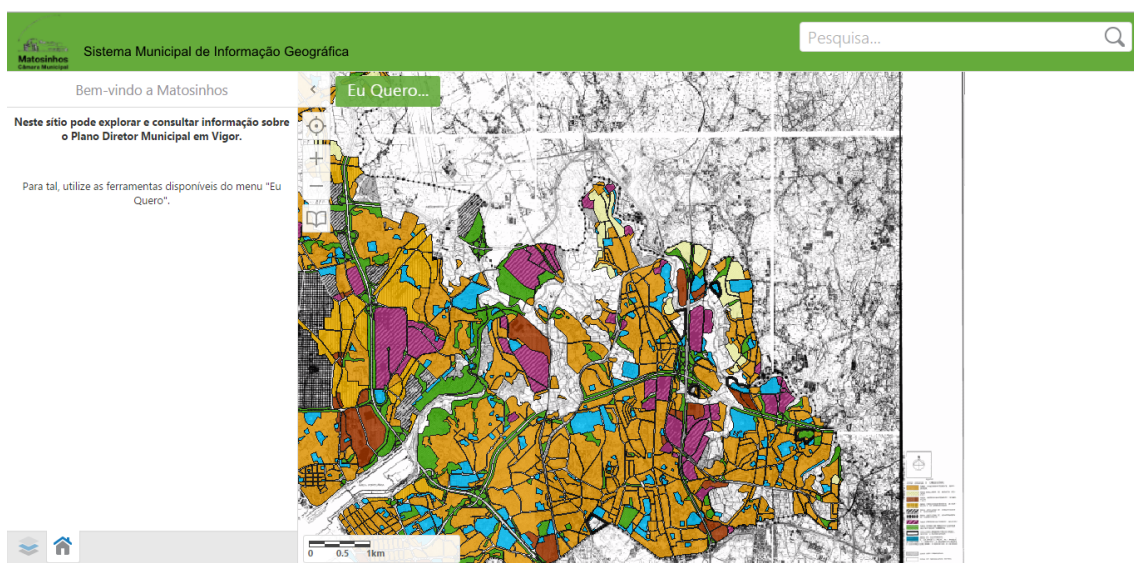 Matosinhos
Câmara Municipal
Sistema Municipal de Informação Geográfica
Pesquisa...
Bem-vindo a Matosinhos
Eu Quero...
Neste sítio pode explorar e consultar informação sobre
o Plano Diretor Municipal em Vigor.
Para tal, utilize as ferramentas disponíveis do menu "Eu
Quero".
0 0.5 1km